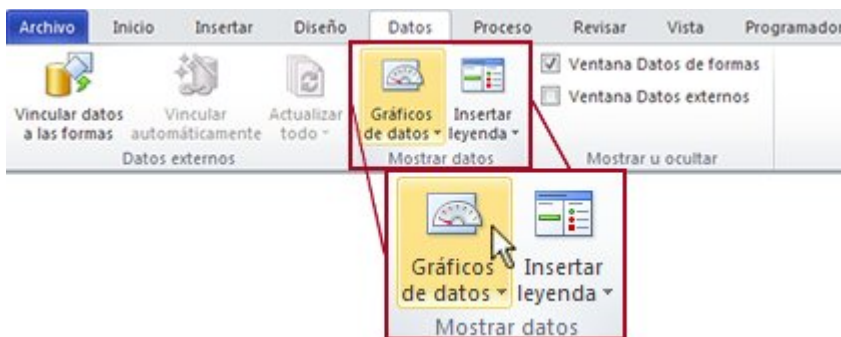 Archivo Inicio Insertar Diseño Datos Proceso Revisar Vista Programador
Vincular datos a las formas
Vincular automáticamente
Actualizar todo
Datos externos
Gráficos de datos
Insertar leyenda
Mostrar datos
Ventana Datos de formas
Ventana Datos externos
Mostrar u ocultar
Gráficos de datos
Insertar leyenda
Mostrar datos